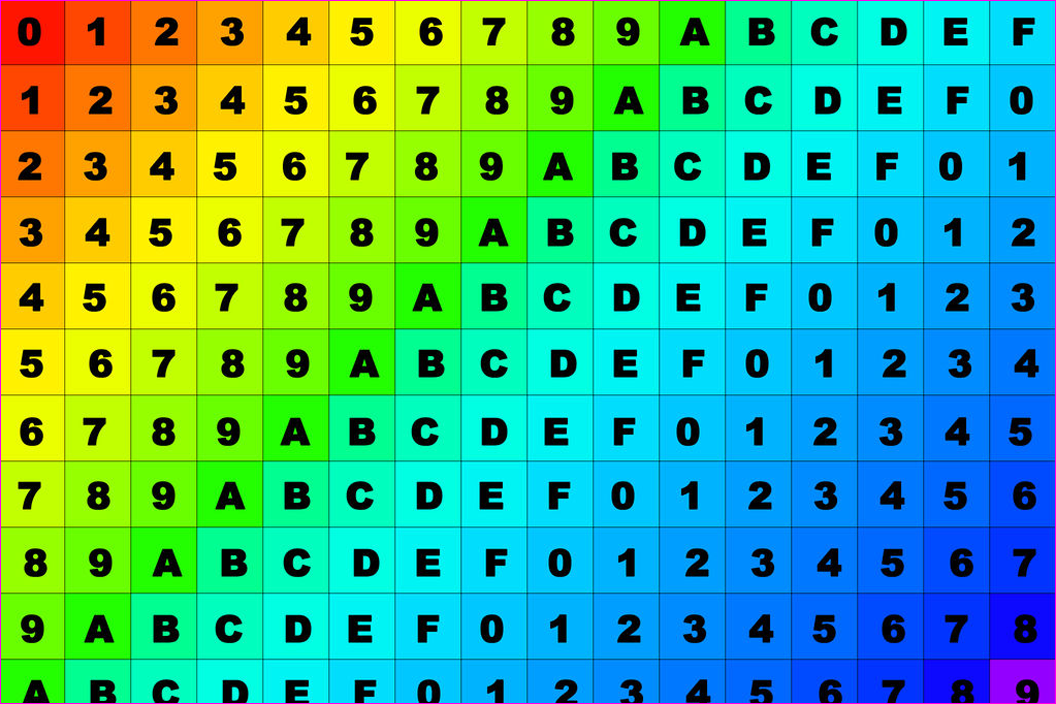 0 1 2 3 4 5 6 7 8 9 A B C D E F
1 2 3 4 5 6 7 8 9 A B C D E F 0
2 3 4 5 6 7 8 9 A B C D E F 0 1
3 4 5 6 7 8 9 A B C D E F 0 1 2
4 5 6 7 8 9 A B C D E F 0 1 2 3
5 6 7 8 9 A B C D E F 0 1 2 3 4
6 7 8 9 A B C D E F 0 1 2 3 4 5
7 8 9 A B C D E F 0 1 2 3 4 5 6
8 9 A B C D E F 0 1 2 3 4 5 6 7
9 A B C D E F 0 1 2 3 4 5 6 7 8
A B C D E F 0 1 2 3 4 5 6 7 8 9